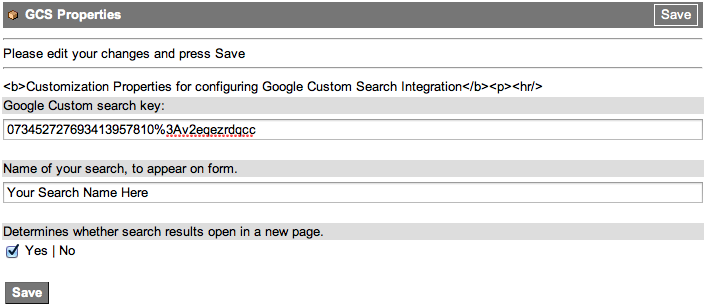 GCS Properties
Save
Please edit your changes and press Save
<b>Customization Properties for configuring Google Custom Search Integration</b><p><hr/>
Google Custom search key:
073452727693413957810%3Av2eqezrdqcc
Name of your search, to appear on form.
Your Search Name Here
Determines whether search results open in a new page.
Yes | No
Save